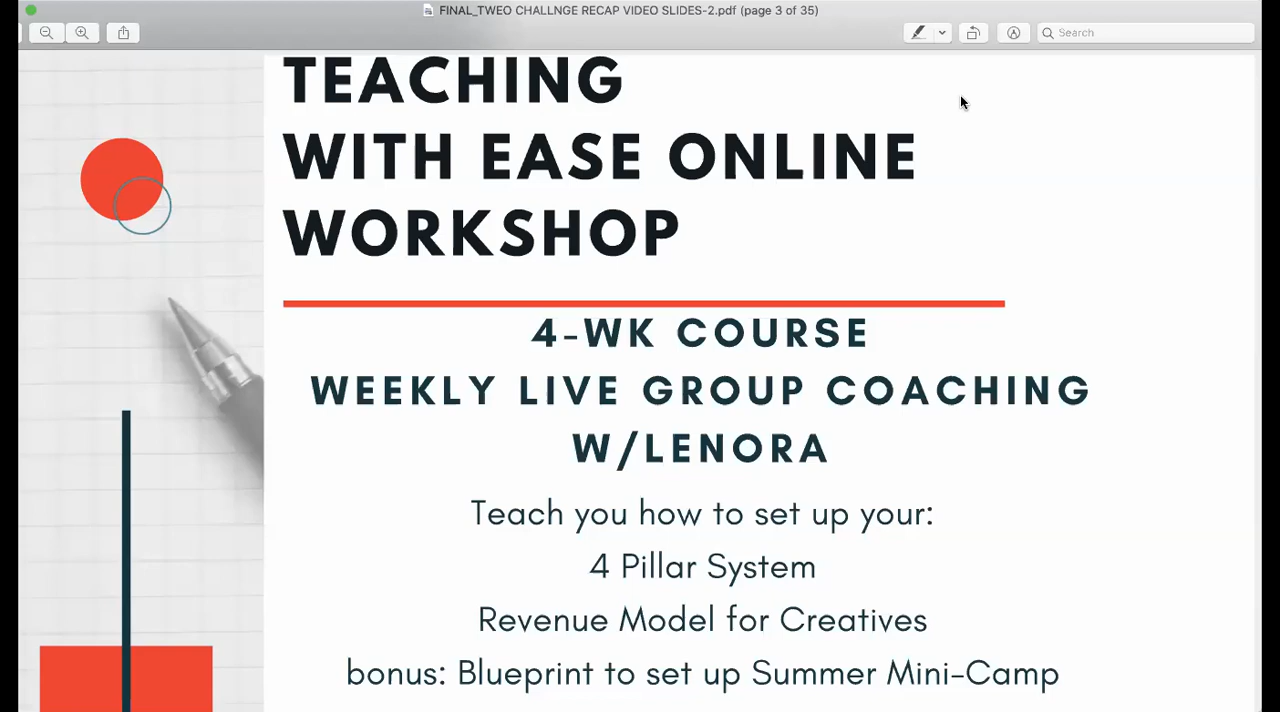 FINAL_TWEO CHALLNGE RECAP VIDEO SLIDES-2.pdf (page 3 of 35)
Search
TEACHING
WITH EASE ONLINE
WORKSHOP
4-WK COURSE
WEEKLY LIVE GROUP COACHING
W/LENORA
Teach you how to set up your:
4 Pillar System
Revenue Model for Creatives
bonus: Blueprint to set up Summer Mini-Camp